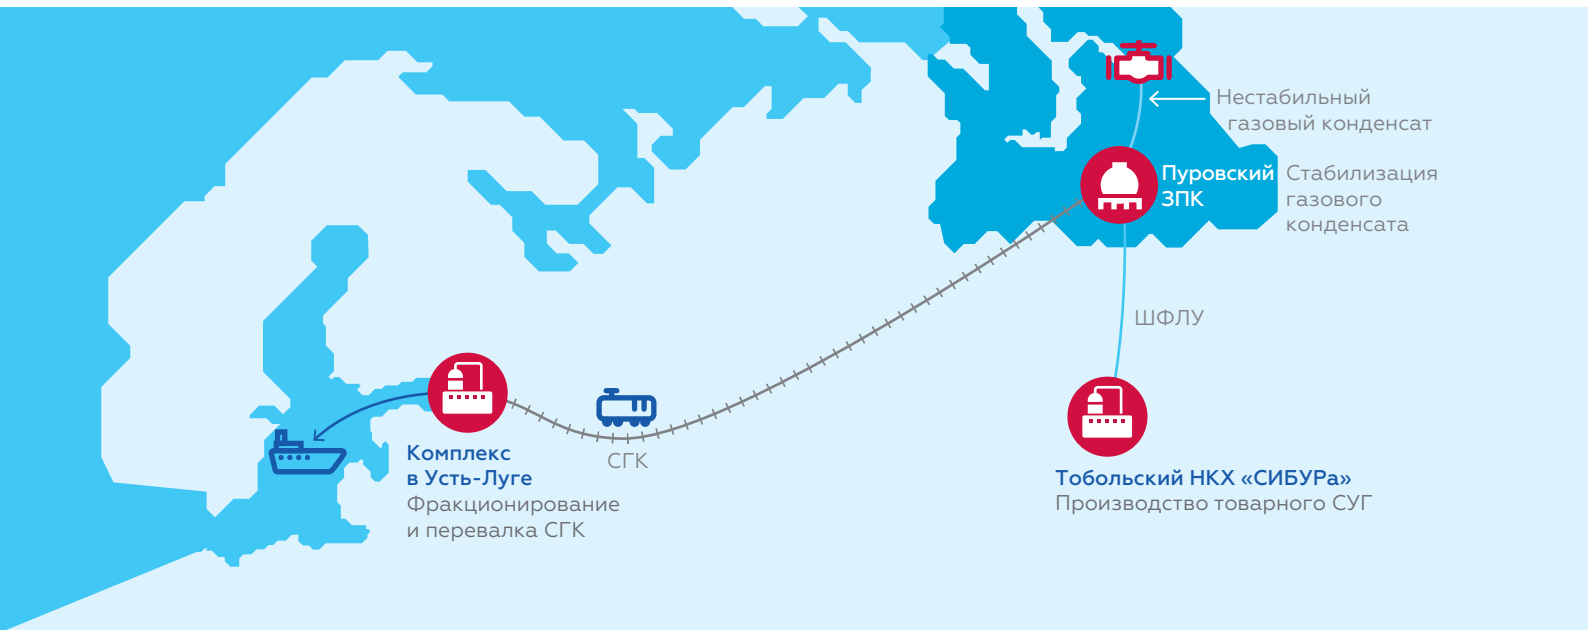 Нестабильный
газовый конденсат
Пуровский
ЗПК
Стабилизация
газового
конденсата
ШФЛУ
СГК
Комплекс
в Усть-Луге
Фракционирование
и перевалка СГК
Тобольский НКХ «СИБУРа»
Производство товарного СУГ